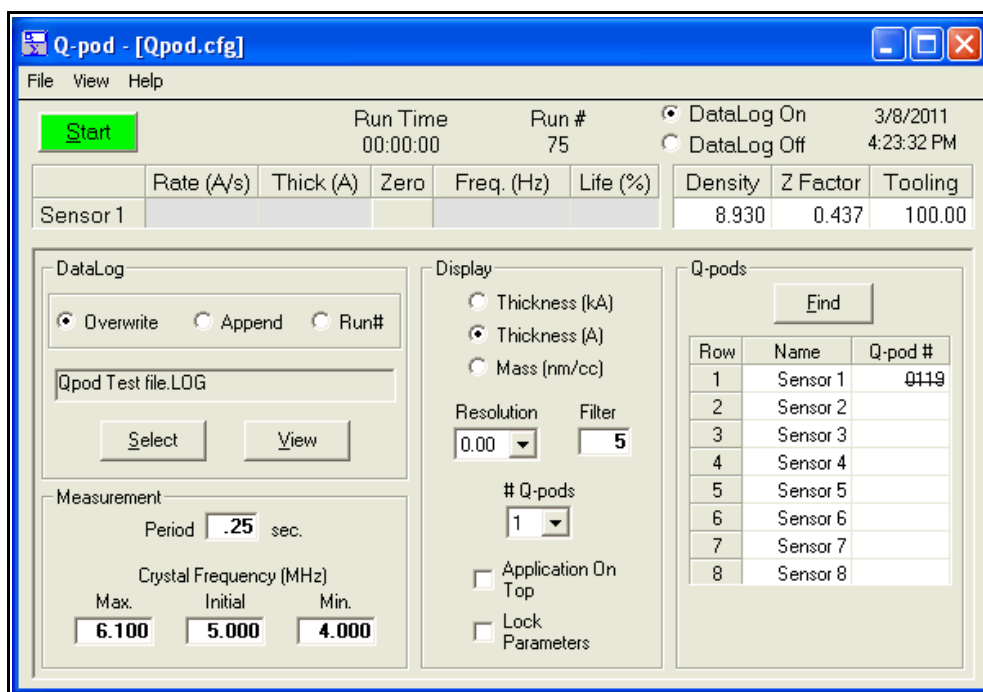 Q-pod - [Qpod.cfg]
File View Help
Start
Run Time
00:00:00
Run #
75
DataLog On
DataLog Off
3/8/2011
4:23:32 PM
Rate (A/s) Thick (A) Zero Freq. (Hz) Life (%) Density Z Factor Tooling
Sensor 1 8.930 0.437 100.00
DataLog
Overwrite Append Run#
Qpod Test file.LOG
Select View
Measurement
Period .25 sec.
Crystal Frequency (MHz)
Max. Initial Min.
6.100 5.000 4.000
Display
Thickness (kA)
Thickness (A)
Mass (nm/cc)
Resolution Filter
0.00 5
# Q-pods
1
Application On
Top
Lock
Parameters
Q-pods
Find
Row Name Q-pod #
1 Sensor 1 0119
2 Sensor 2
3 Sensor 3
4 Sensor 4
5 Sensor 5
6 Sensor 6
7 Sensor 7
8 Sensor 8